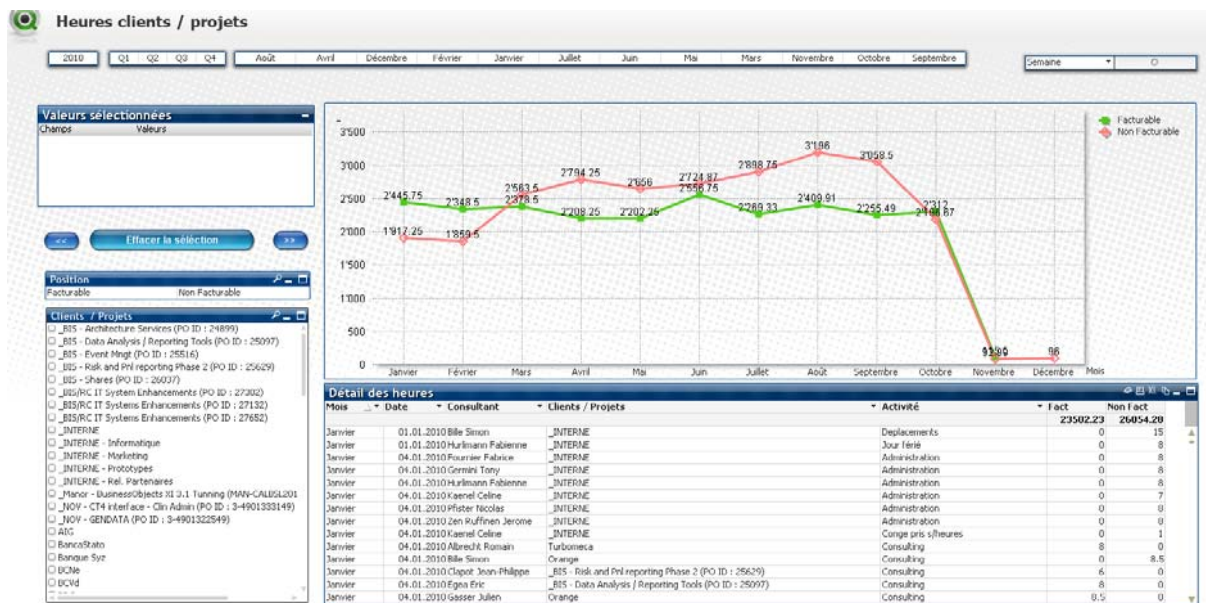 Heures clients / projets
2010 Q1 Q2 Q3 Q4 Août Avril Décembre Février Janvier Juillet Juin Mai Mars Novembre Octobre Septembre
Semaine
Valeurs sélectionnées
Champs Valeurs
<< Effacer la séléction >>
Position
Facturable Non Facturable
Clients / Projets
_BIS - Architecture Services (PO ID : 24899)
_BIS - Data Analysis / Reporting Tools (PO ID : 25097)
_BIS - Event Mngt (PO ID : 25516)
_BIS - Risk and Pnl reporting Phase 2 (PO ID : 25629)
_BIS - Shares (PO ID : 26037)
_BIS/RC IT System Enhancements (PO ID : 27302)
_BIS/RC IT Systems Enhancements (PO ID : 27132)
_BIS/RC IT Systems Enhancements (PO ID : 27652)
_INTERNE
_INTERNE - Informatique
_INTERNE - Marketing
_INTERNE - Prototypes
_INTERNE - Rel. Partenaires
_Manor - BusinessObjects XI 3.1 Tunning (MAN-CALBSL201
_NOV - CT4 interface - Clin Admin (PO ID : 3-4901333149)
_NOV - GENDATA (PO ID : 3-4901322549)
AIG
BancaStato
Banque Syz
BCNe
BCVd
Facturable
Non Facturable
3'500
3'000
2'500
2'000
1'500
1'000
500
0
2'445.75 2'348.5 2'378.5 2'208.25 2'202.25 2'556.75 2'269.33 2'409.91 2'255.49 2'312
1'917.25 1'859.5 2'563.5 2'794.25 2'656 2'724.87 2'898.75 3'196 3'058.5 96
Janvier Février Mars Avril Mai Juin Juillet Août Septembre Octobre Novembre Décembre Mois
Détail des heures
Mois Date Consultant Clients / Projets Activité Fact Non Fact
23502.23 26054.28
Janvier 01.01.2010 Bille Simon _INTERNE Deplacements 0 15
Janvier 01.01.2010 Hurlmann Fabienne _INTERNE Jour férié 0 8
Janvier 04.01.2010 Fournier Fabrice _INTERNE Administration 0 8
Janvier 04.01.2010 Germini Tony _INTERNE Administration 0 8
Janvier 04.01.2010 Hurlmann Fabienne _INTERNE Administration 0 8
Janvier 04.01.2010 Kaenel Celine _INTERNE Administration 0 7
Janvier 04.01.2010 Pfister Nicolas _INTERNE Administration 0 8
Janvier 04.01.2010 Zen Ruffinen Jerome _INTERNE Administration 0 8
Janvier 04.01.2010 Kaenel Celine _INTERNE Conge pris s/heures 0 1
Janvier 04.01.2010 Albrecht Romain Turbomeca Consulting 8 0
Janvier 04.01.2010 Bille Simon Orange Consulting 0 8.5
Janvier 04.01.2010 Clapot Jean-Philippe _BIS - Risk and Pnl reporting Phase 2 (PO ID : 25629) Consulting 6 0
Janvier 04.01.2010 Egea Eric _BIS - Data Analysis / Reporting Tools (PO ID : 25097) Consulting 8 0
Janvier 04.01.2010 Gasser Julien Orange Consulting 8.5 0